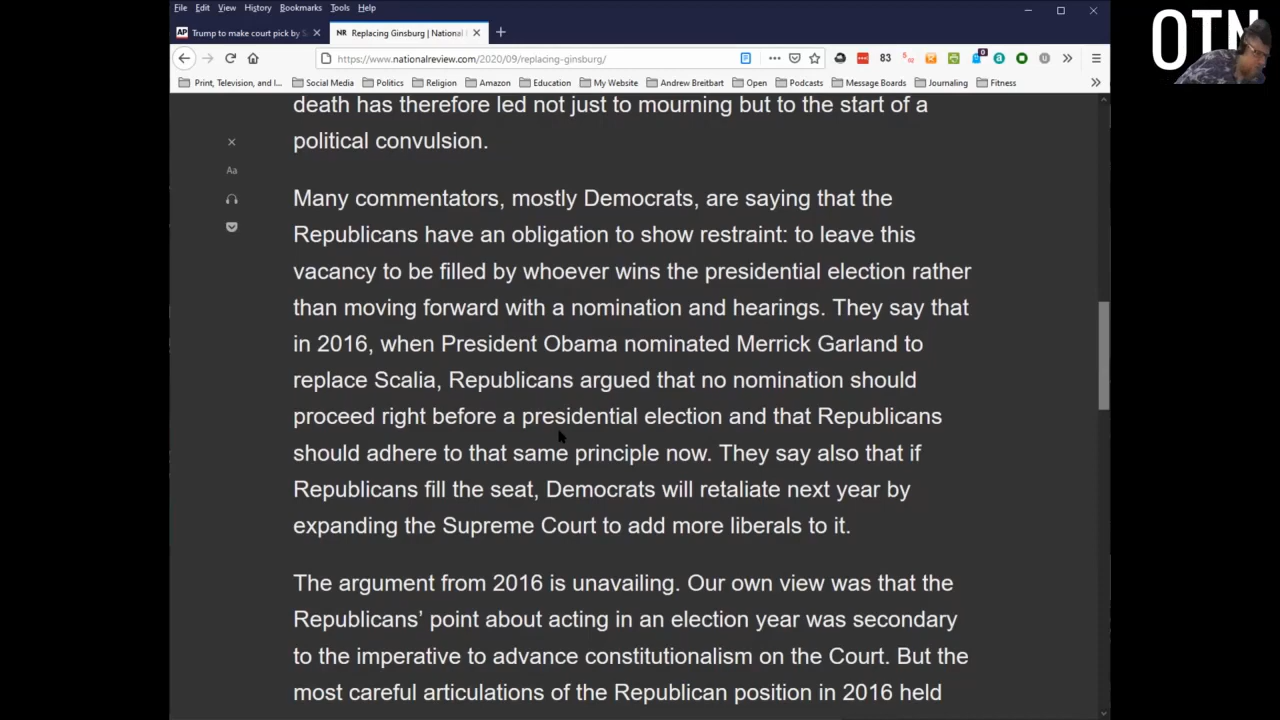 File Edit View History Bookmarks Tools Help
AP Trump to make court pick by S
NR Replacing Ginsburg | National
https://www.nationalreview.com/2020/09/replacing-ginsburg/
83
0
Print, Television, and I... Social Media Politics Religion Amazon Education My Website Andrew Breitbart Open Podcasts Message Boards Journaling Fitness
OTN
Aa
death has therefore led not just to mourning but to the start of a
political convulsion.
Many commentators, mostly Democrats, are saying that the
Republicans have an obligation to show restraint: to leave this
vacancy to be filled by whoever wins the presidential election rather
than moving forward with a nomination and hearings. They say that
in 2016, when President Obama nominated Merrick Garland to
replace Scalia, Republicans argued that no nomination should
proceed right before a presidential election and that Republicans
should adhere to that same principle now. They say also that if
Republicans fill the seat, Democrats will retaliate next year by
expanding the Supreme Court to add more liberals to it.
The argument from 2016 is unavailing. Our own view was that the
Republicans’ point about acting in an election year was secondary
to the imperative to advance constitutionalism on the Court. But the
most careful articulations of the Republican position in 2016 held